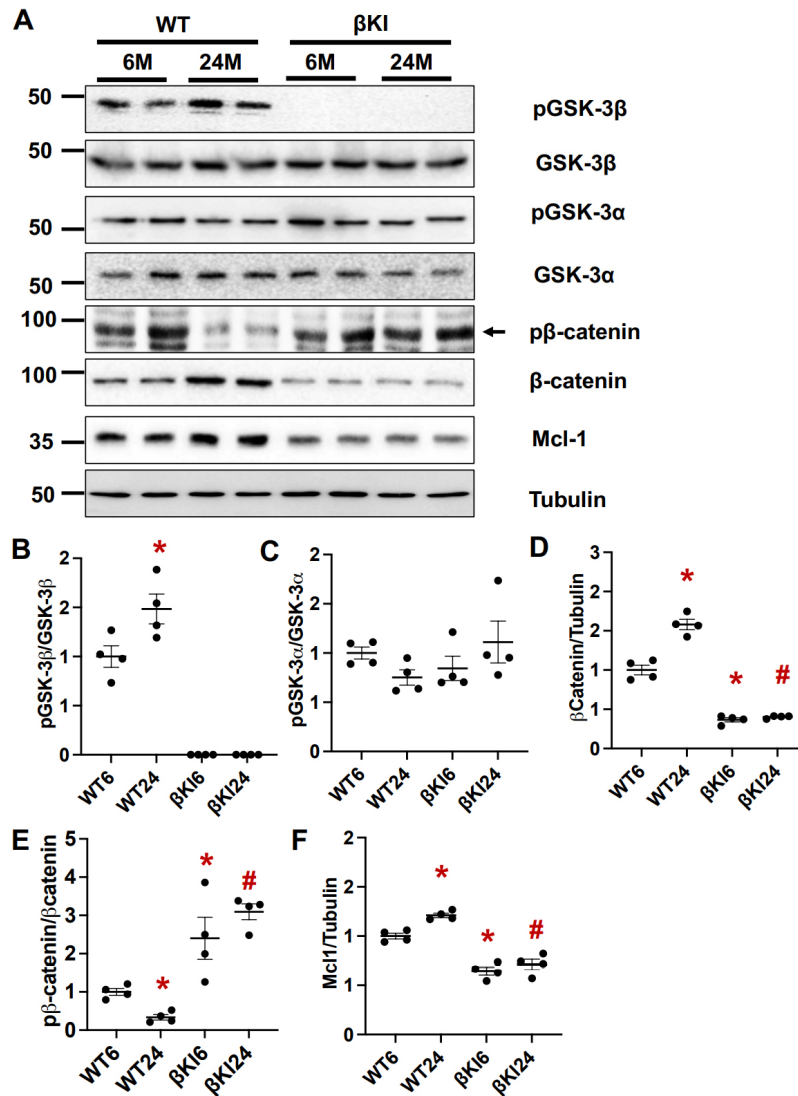 A
WT βKI
6M 24M 6M 24M
50 pGSK-3β
50 GSK-3β
50 pGSK-3α
50 GSK-3α
100 pβ-catenin
100 β-catenin
35 Mcl-1
50 Tubulin
B
pGSK-3β/GSK-3β
2
2
1
1
0
*
WT6 WT24 βKI6 βKI24
C
pGSK-3α/GSK-3α
2
2
1
1
0
WT6 WT24 βKI6 βKI24
D
βCatenin/Tubulin
3
2
2
1
1
0
* * #
WT6 WT24 βKI6 βKI24
E
pβ-catenin/βcatenin
5
4
3
2
1
0
* * #
WT6 WT24 βKI6 βKI24
F
Mcl1/Tubulin
2
2
1
1
0
* * #
WT6 WT24 βKI6 βKI24